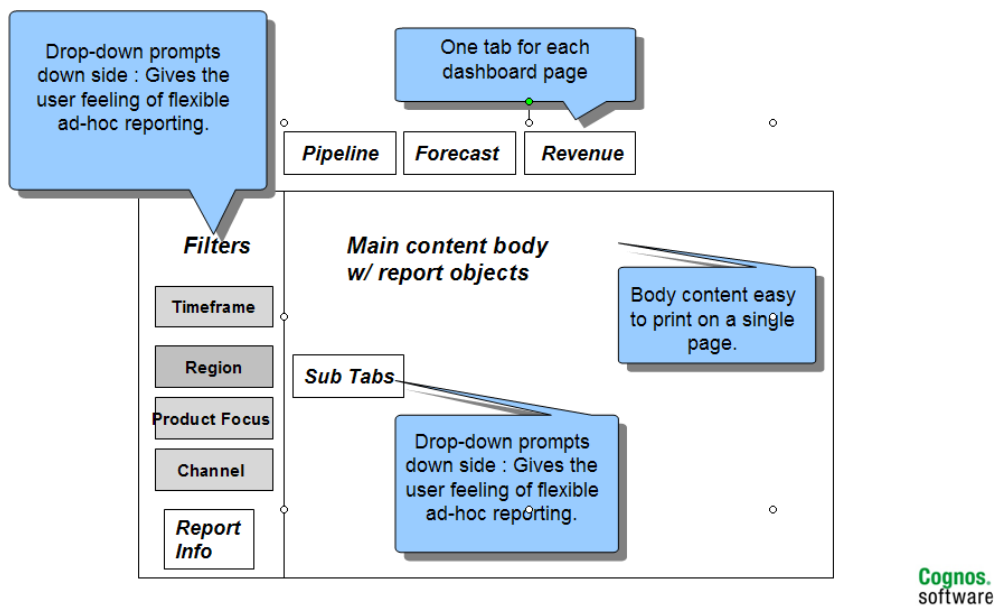 Drop-down prompts
down side : Gives the
user feeling of flexible
ad-hoc reporting.
One tab for each
dashboard page
Pipeline
Forecast
Revenue
Filters
Main content body
w/ report objects
Timeframe
Body content easy
to print on a single
page.
Region
Sub Tabs
Product Focus
Drop-down prompts
down side : Gives the
user feeling of flexible
ad-hoc reporting.
Channel
Report
Info
Cognos.
software